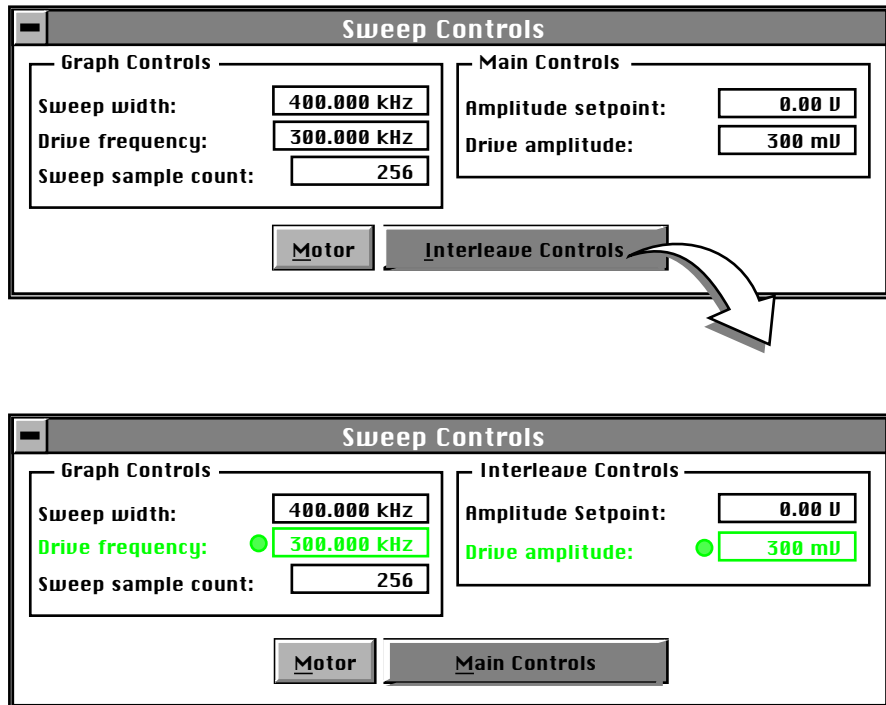 Sweep Controls
Graph Controls
Sweep width: 400.000 kHz
Drive frequency: 300.000 kHz
Sweep sample count: 256
Main Controls
Amplitude setpoint: 0.00 V
Drive amplitude: 300 mV
Motor
Interleave Controls
Sweep Controls
Graph Controls
Sweep width: 400.000 kHz
Drive frequency: 300.000 kHz
Sweep sample count: 256
Interleave Controls
Amplitude Setpoint: 0.00 V
Drive amplitude: 300 mV
Motor
Main Controls